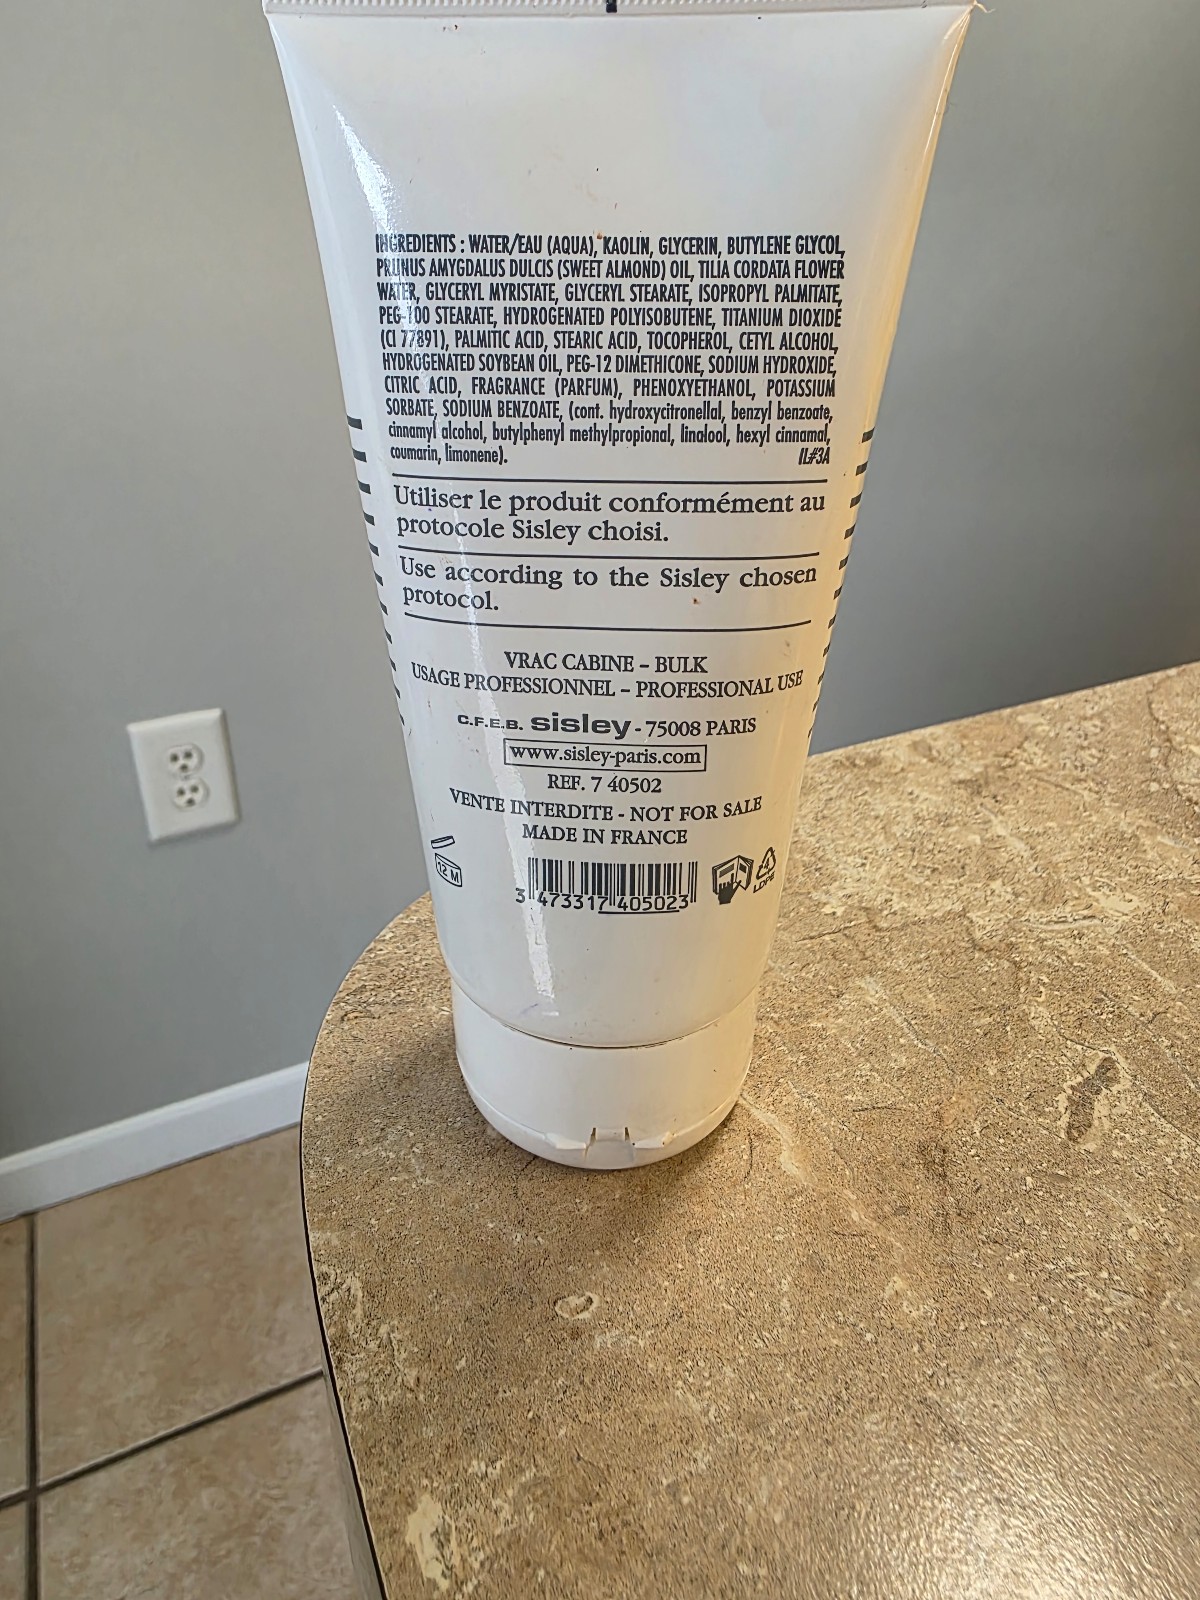 INGREDIENTS : WATER/EAU (AQUA), KAOLIN, GLYCERIN, BUTYLENE GLYCOL,
PRUNUS AMYGDALUS DULCIS (SWEET ALMOND) OIL, TILIA CORDATA FLOWER
WATER, GLYCERYL MYRISTATE, GLYCERYL STEARATE, ISOPROPYL PALMITATE,
PEG-100 STEARATE, HYDROGENATED POLYISOBUTENE, TITANIUM DIOXIDE
(CI 77891), PALMITIC ACID, STEARIC ACID, TOCOPHEROL, CETYL ALCOHOL,
HYDROGENATED SOYBEAN OIL, PEG-12 DIMETHICONE, SODIUM HYDROXIDE,
CITRIC ACID, FRAGRANCE (PARFUM), PHENOXYETHANOL, POTASSIUM
SORBATE, SODIUM BENZOATE, (cont. hydroxycitronellal, benzyl benzoate,
cinnamyl alcohol, butylphenyl methylpropional, linalool, hexyl cinnamal,
coumarin, limonene). IL#3A
Utiliser le produit conformément au
protocole Sisley choisi.
Use according to the Sisley chosen
protocol.
VRAC CABINE – BULK
USAGE PROFESSIONNEL – PROFESSIONAL USE
C.F.E.B. sisley - 75008 PARIS
www.sisley-paris.com
REF. 7 40502
VENTE INTERDITE - NOT FOR SALE
MADE IN FRANCE
12 M
3 473317 405023
4
LDPE